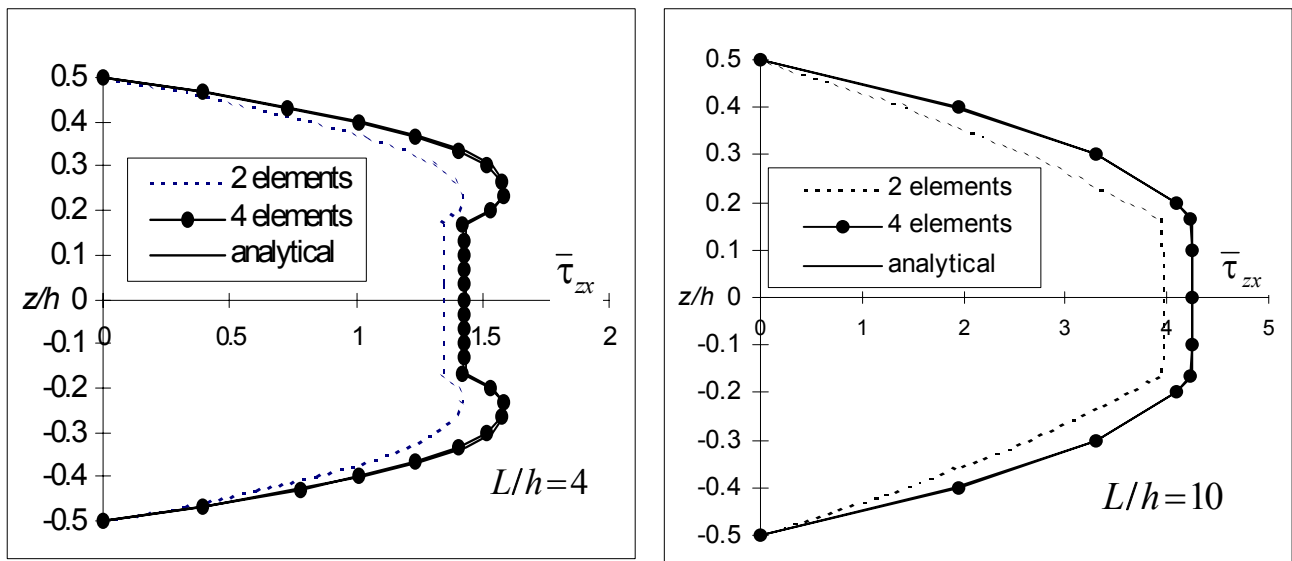 0.5
0.4
0.3
0.2
0.1
z/h 0
-0.1
-0.2
-0.3
-0.4
-0.5
0 0.5 1 1.5 2
2 elements
4 elements
analytical
τ̅zx
L/h=4
0.5
0.4
0.3
0.2
0.1
z/h 0
-0.1
-0.2
-0.3
-0.4
-0.5
0 1 2 3 4 5
2 elements
4 elements
analytical
τ̅zx
L/h=10